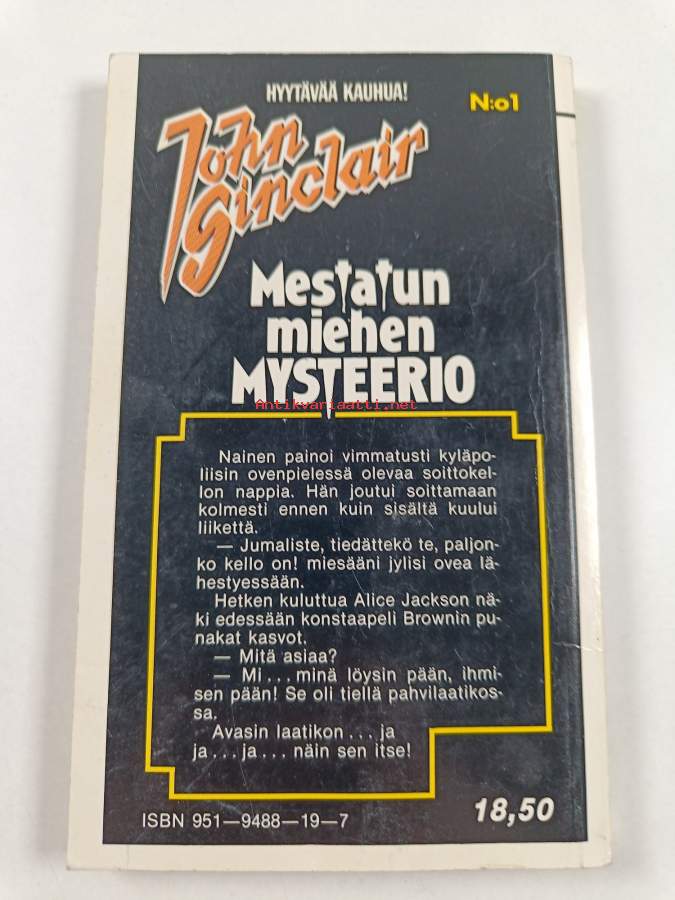 HYYTÄVÄÄ KAUHUA!
N:o1
John
Sinclair
Mestatun
miehen
MYSTEERIO
Antikvariaatti.net
Nainen painoi vimmatusti kyläpo-
liisin ovenpielessä olevaa soittokel-
lon nappia. Hän joutui soittamaan
kolmesti ennen kuin sisältä kuului
liikettä.
— Jumaliste, tiedättekö te, paljon-
ko kello on! miesääni jylisi ovea lä-
hestyessään.
Hetken kuluttua Alice Jackson nä-
ki edessään konstaapeli Brownin pu-
nakat kasvot.
— Mitä asiaa?
— Mi...minä löysin pään, ihmi-
sen pään! Se oli tiellä pahvilaatikos-
sa.
Avasin laatikon...ja
ja...ja...näin sen itse!
ISBN 951—9488—19—7
18,50